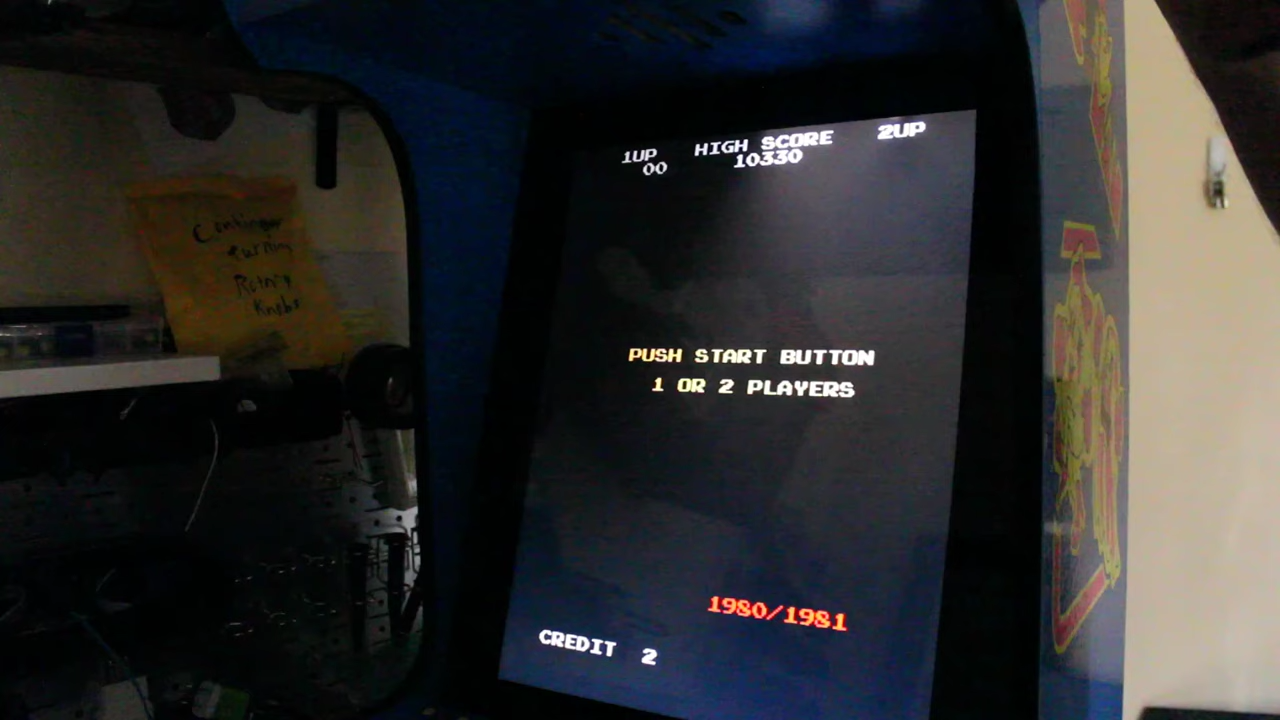 1UP HIGH SCORE 2UP
00 10330
PUSH START BUTTON
1 OR 2 PLAYERS
1980/1981
CREDIT 2
Rotary
Knobs